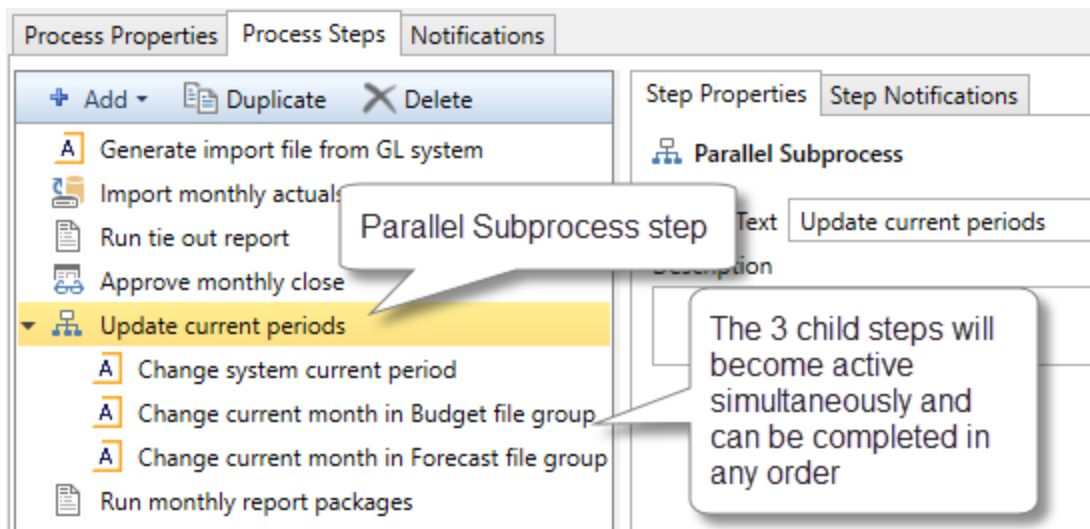 Process Properties Process Steps Notifications
Add Duplicate Delete
A Generate import file from GL system
Import monthly actuals
Run tie out report
Approve monthly close
Update current periods
A Change system current period
A Change current month in Budget file group
A Change current month in Forecast file group
Run monthly report packages
Parallel Subprocess step
Step Properties Step Notifications
Parallel Subprocess
Text Update current periods
Description
The 3 child steps will
become active
simultaneously and
can be completed in
any order